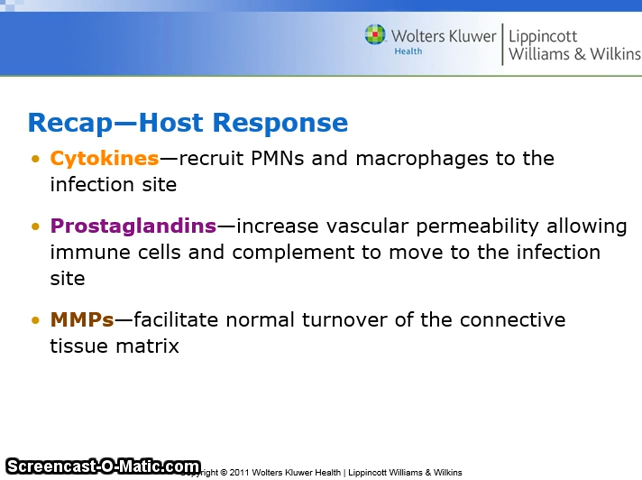 Wolters Kluwer
Health
Lippincott
Williams & Wilkins
Recap—Host Response
• Cytokines—recruit PMNs and macrophages to the
infection site
• Prostaglandins—increase vascular permeability allowing
immune cells and complement to move to the infection
site
• MMPs—facilitate normal turnover of the connective
tissue matrix
Screencast-O-Matic.com
Copyright © 2011 Wolters Kluwer Health | Lippincott Williams & Wilkins